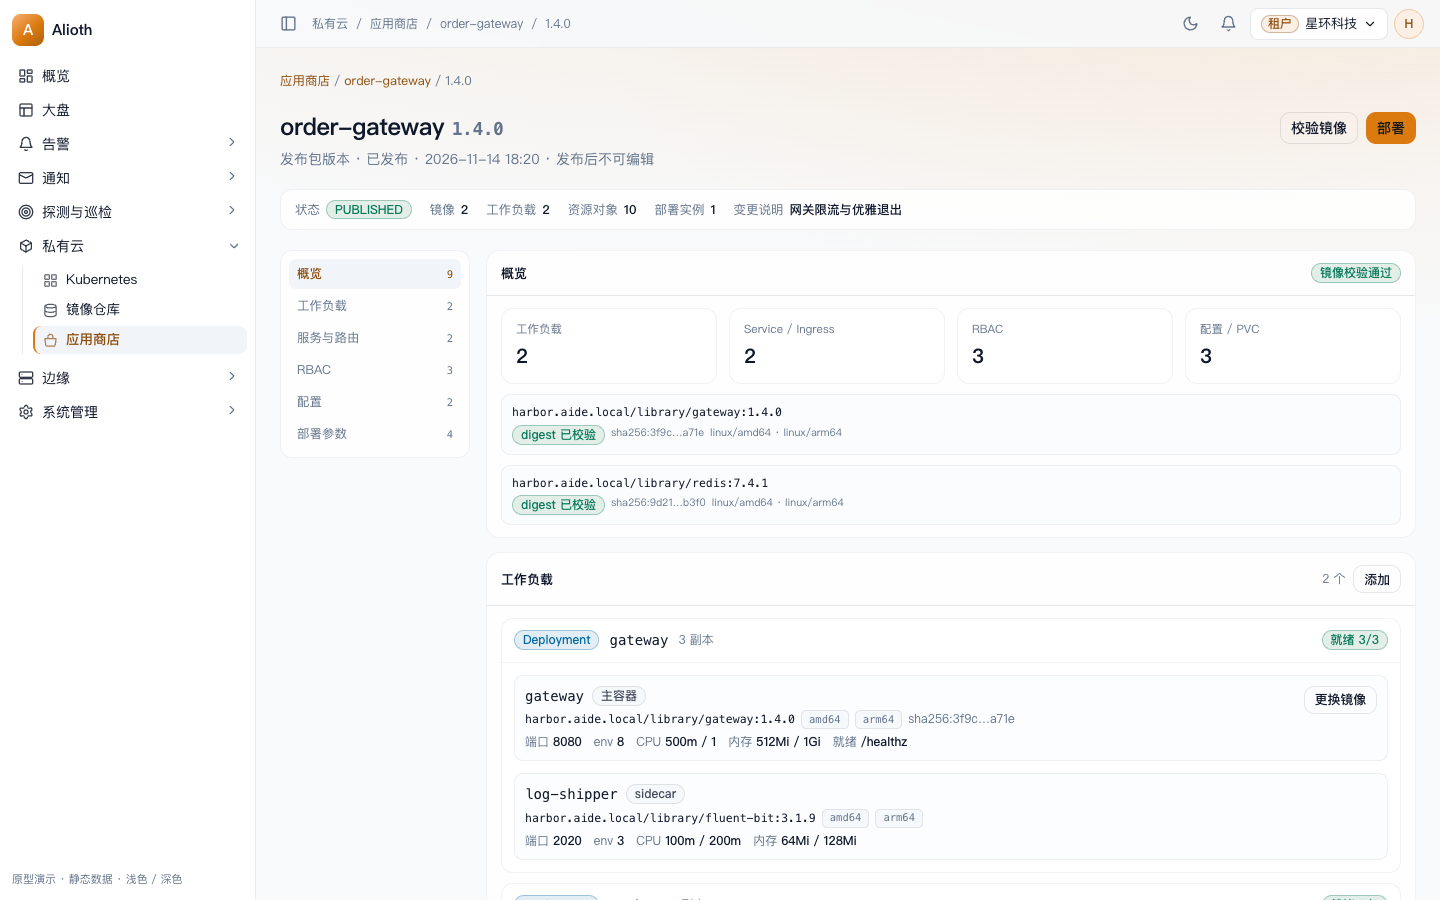 A Alioth
概览
大盘
告警
通知
探测与巡检
私有云
Kubernetes
镜像仓库
应用商店
边缘
系统管理
原型演示 · 静态数据 · 浅色 / 深色
私有云 / 应用商店 / order-gateway / 1.4.0
租户 星环科技 H
应用商店 / order-gateway / 1.4.0
order-gateway 1.4.0
校验镜像 部署
发布包版本 · 已发布 · 2026-11-14 18:20 · 发布后不可编辑
状态 PUBLISHED 镜像 2 工作负载 2 资源对象 10 部署实例 1 变更说明 网关限流与优雅退出
概览 9
工作负载 2
服务与路由 2
RBAC 3
配置 2
部署参数 4
概览 镜像校验通过
工作负载 Service / Ingress RBAC 配置 / PVC
2 2 3 3
harbor.aide.local/library/gateway:1.4.0
digest 已校验 sha256:3f9c…a71e linux/amd64 · linux/arm64
harbor.aide.local/library/redis:7.4.1
digest 已校验 sha256:9d21…b3f0 linux/amd64 · linux/arm64
工作负载 2 个 添加
Deployment gateway 3 副本 就绪 3/3
gateway 主容器 更换镜像
harbor.aide.local/library/gateway:1.4.0 amd64 arm64 sha256:3f9c…a71e
端口 8080 env 8 CPU 500m / 1 内存 512Mi / 1Gi 就绪 /healthz
log-shipper sidecar
harbor.aide.local/library/fluent-bit:3.1.9 amd64 arm64
端口 2020 env 3 CPU 100m / 200m 内存 64Mi / 128Mi